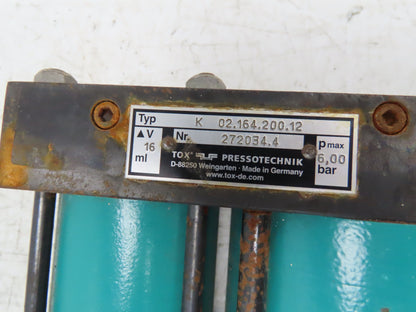 Typ K 02.164.200.12
▲V 16 ml
Nr. 272034.4
pmax 6,00 bar
TOX PRESSOTECHNIK
D-88250 Weingarten · Made in Germany
www.tox-de.com